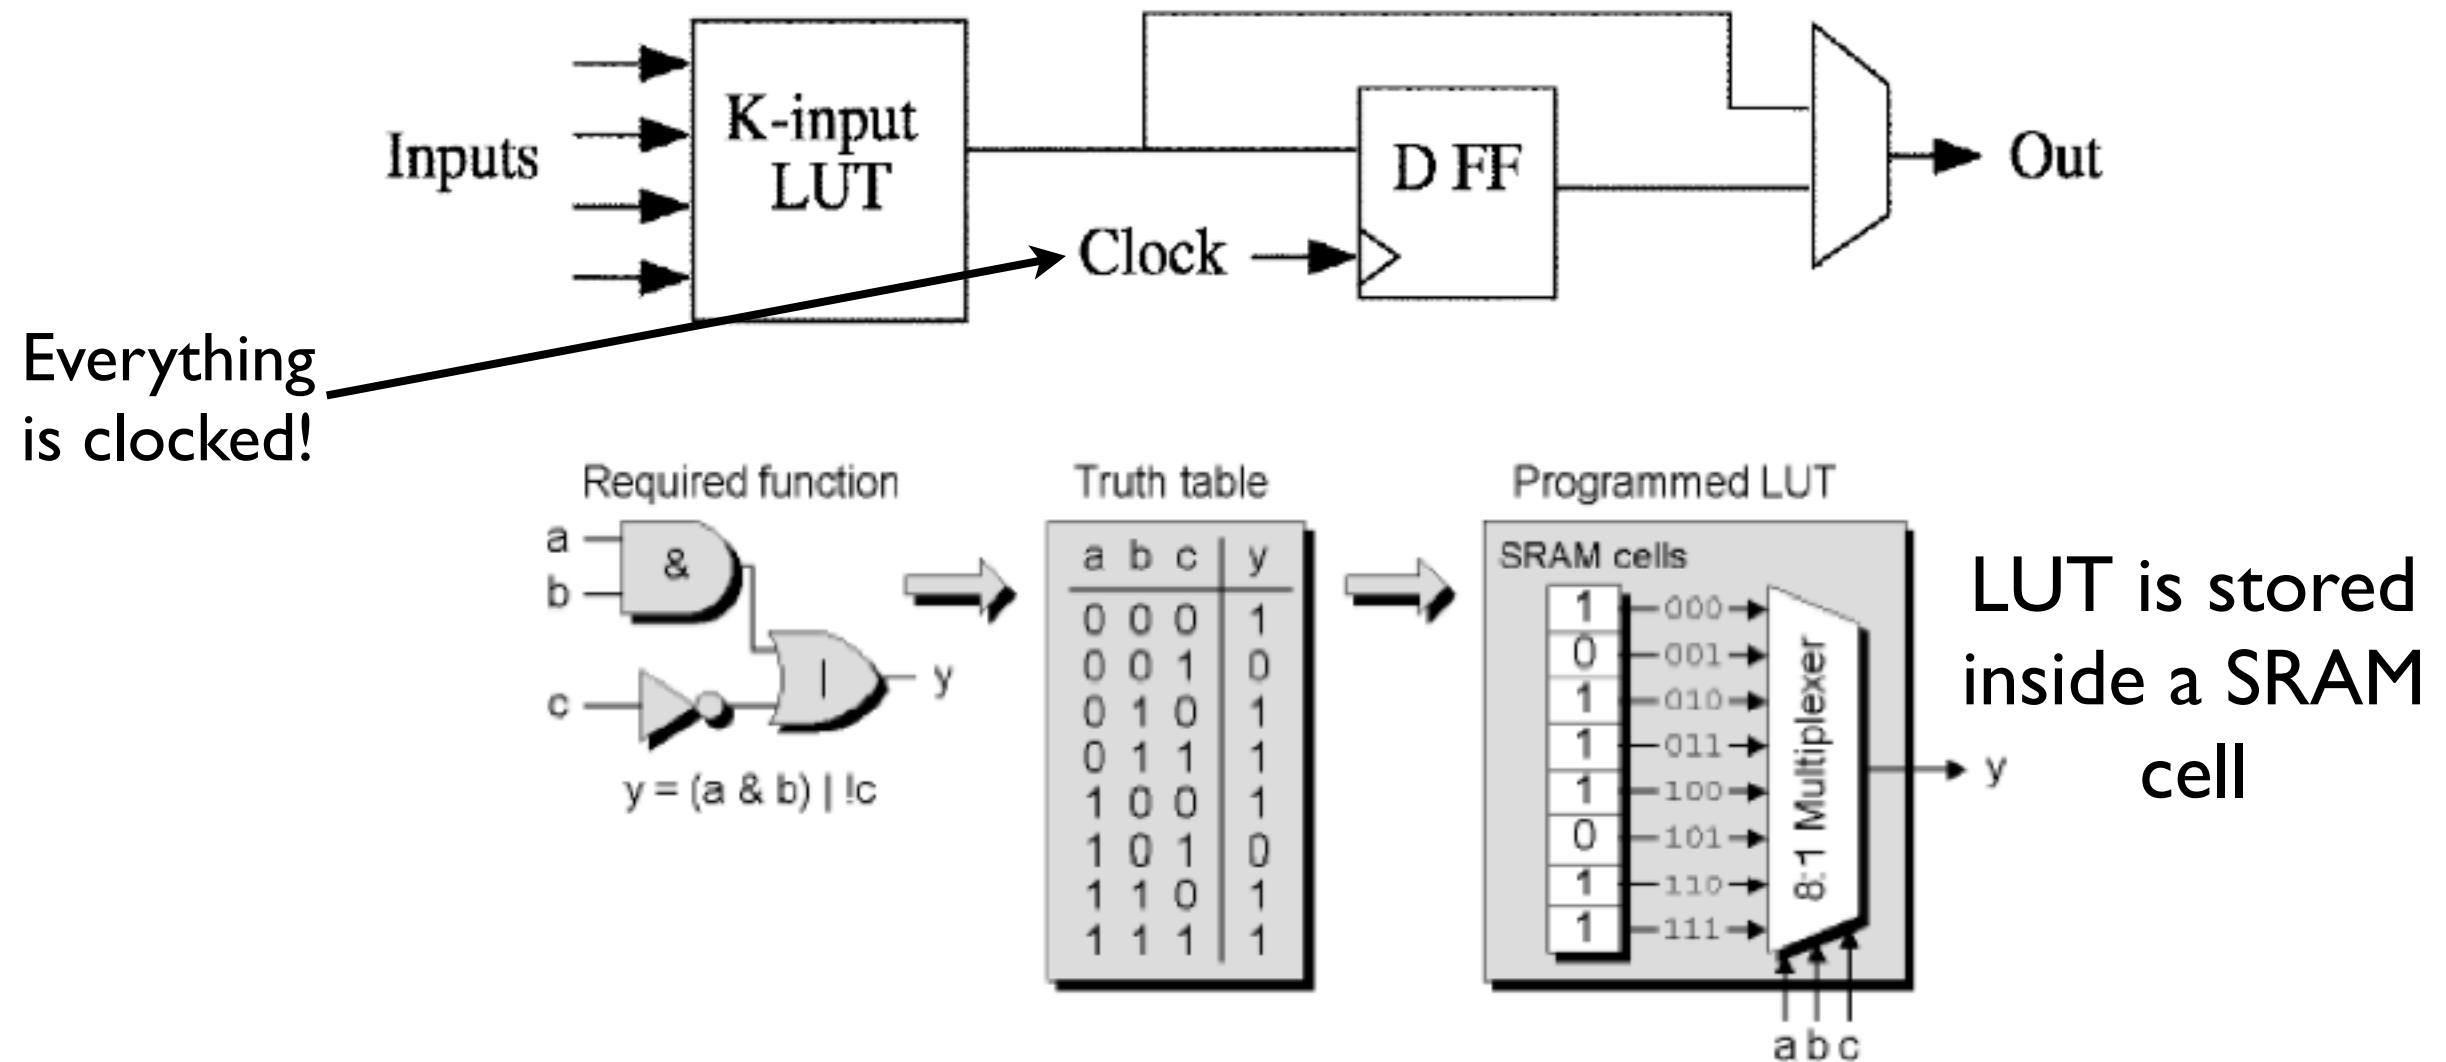 Inputs
K-input
LUT
D FF
Clock
Out
Everything
is clocked!
Required function
a
b
&
c
|
y
y = (a & b) | !c
Truth table
a b c y
0 0 0 1
0 0 1 0
0 1 0 1
0 1 1 1
1 0 0 1
1 0 1 0
1 1 0 1
1 1 1 1
Programmed LUT
SRAM cells
1 000
0 001
1 010
1 011
1 100
0 101
1 110
1 111
8:1 Multiplexer
y
a b c
LUT is stored
inside a SRAM
cell